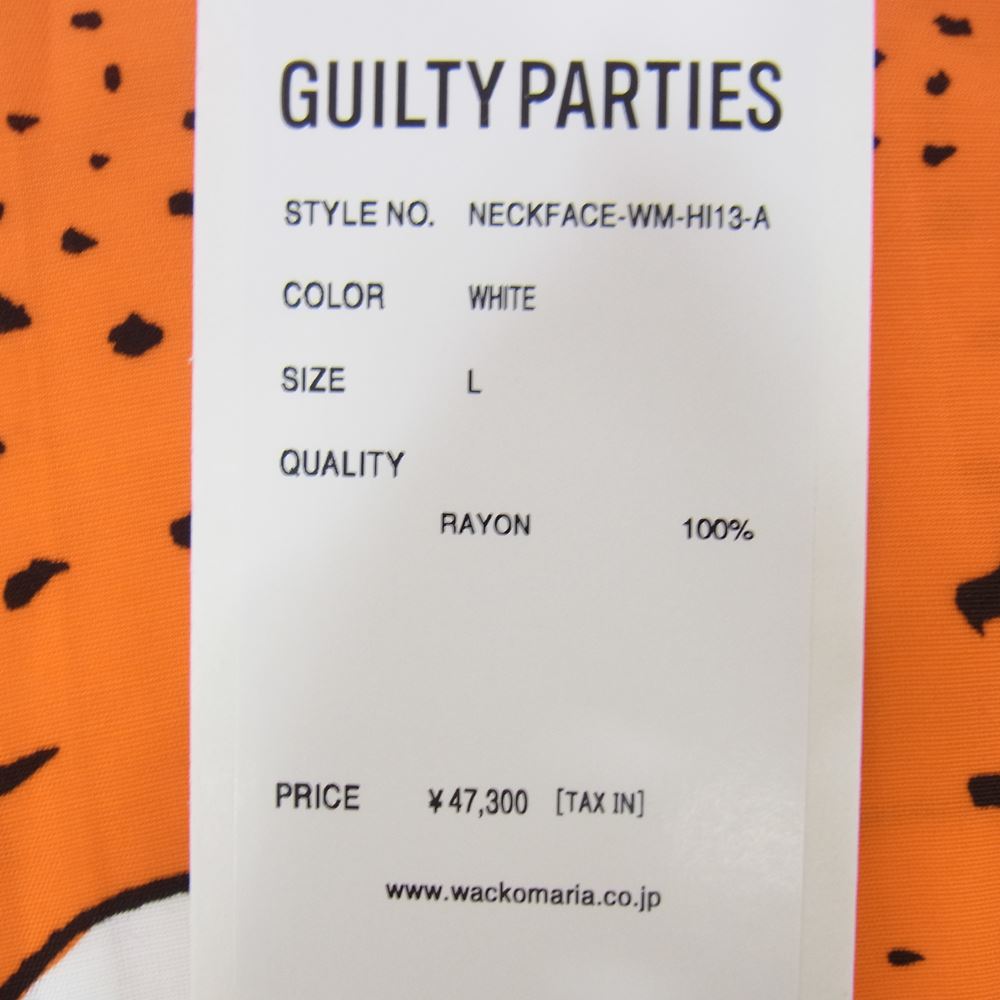 GUILTY PARTIES
STYLE NO. NECKFACE-WM-HI13-A
COLOR WHITE
SIZE L
QUALITY
RAYON 100%
PRICE ¥47,300 [TAX IN]
www.wackomaria.co.jp